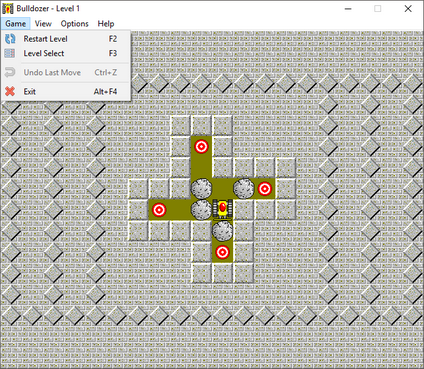 Bulldozer - Level 1
Game View Options Help
Restart Level F2
Level Select F3
Undo Last Move Ctrl+Z
Exit Alt+F4